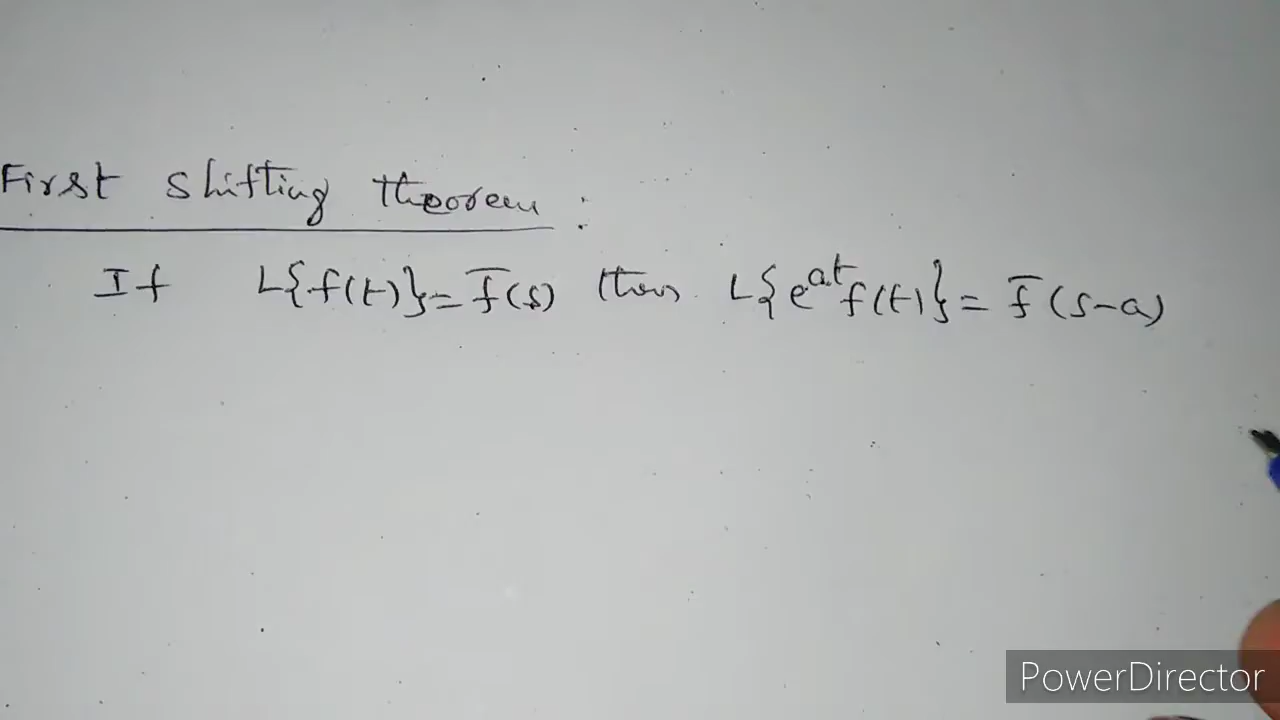 First shifting theorem :
If L{f(t)} = f̅(s) then L{e^{at} f(t)} = f̅(s-a)
PowerDirector